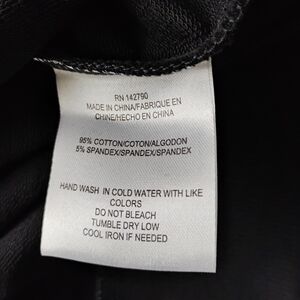 RN 142790
MADE IN CHINA/FABRIQUE EN
CHINE/HECHO EN CHINA
95% COTTON/COTON/ALGODON
5% SPANDEX/SPANDEX/SPANDEX
HAND WASH IN COLD WATER WITH LIKE
COLORS
DO NOT BLEACH
TUMBLE DRY LOW
COOL IRON IF NEEDED